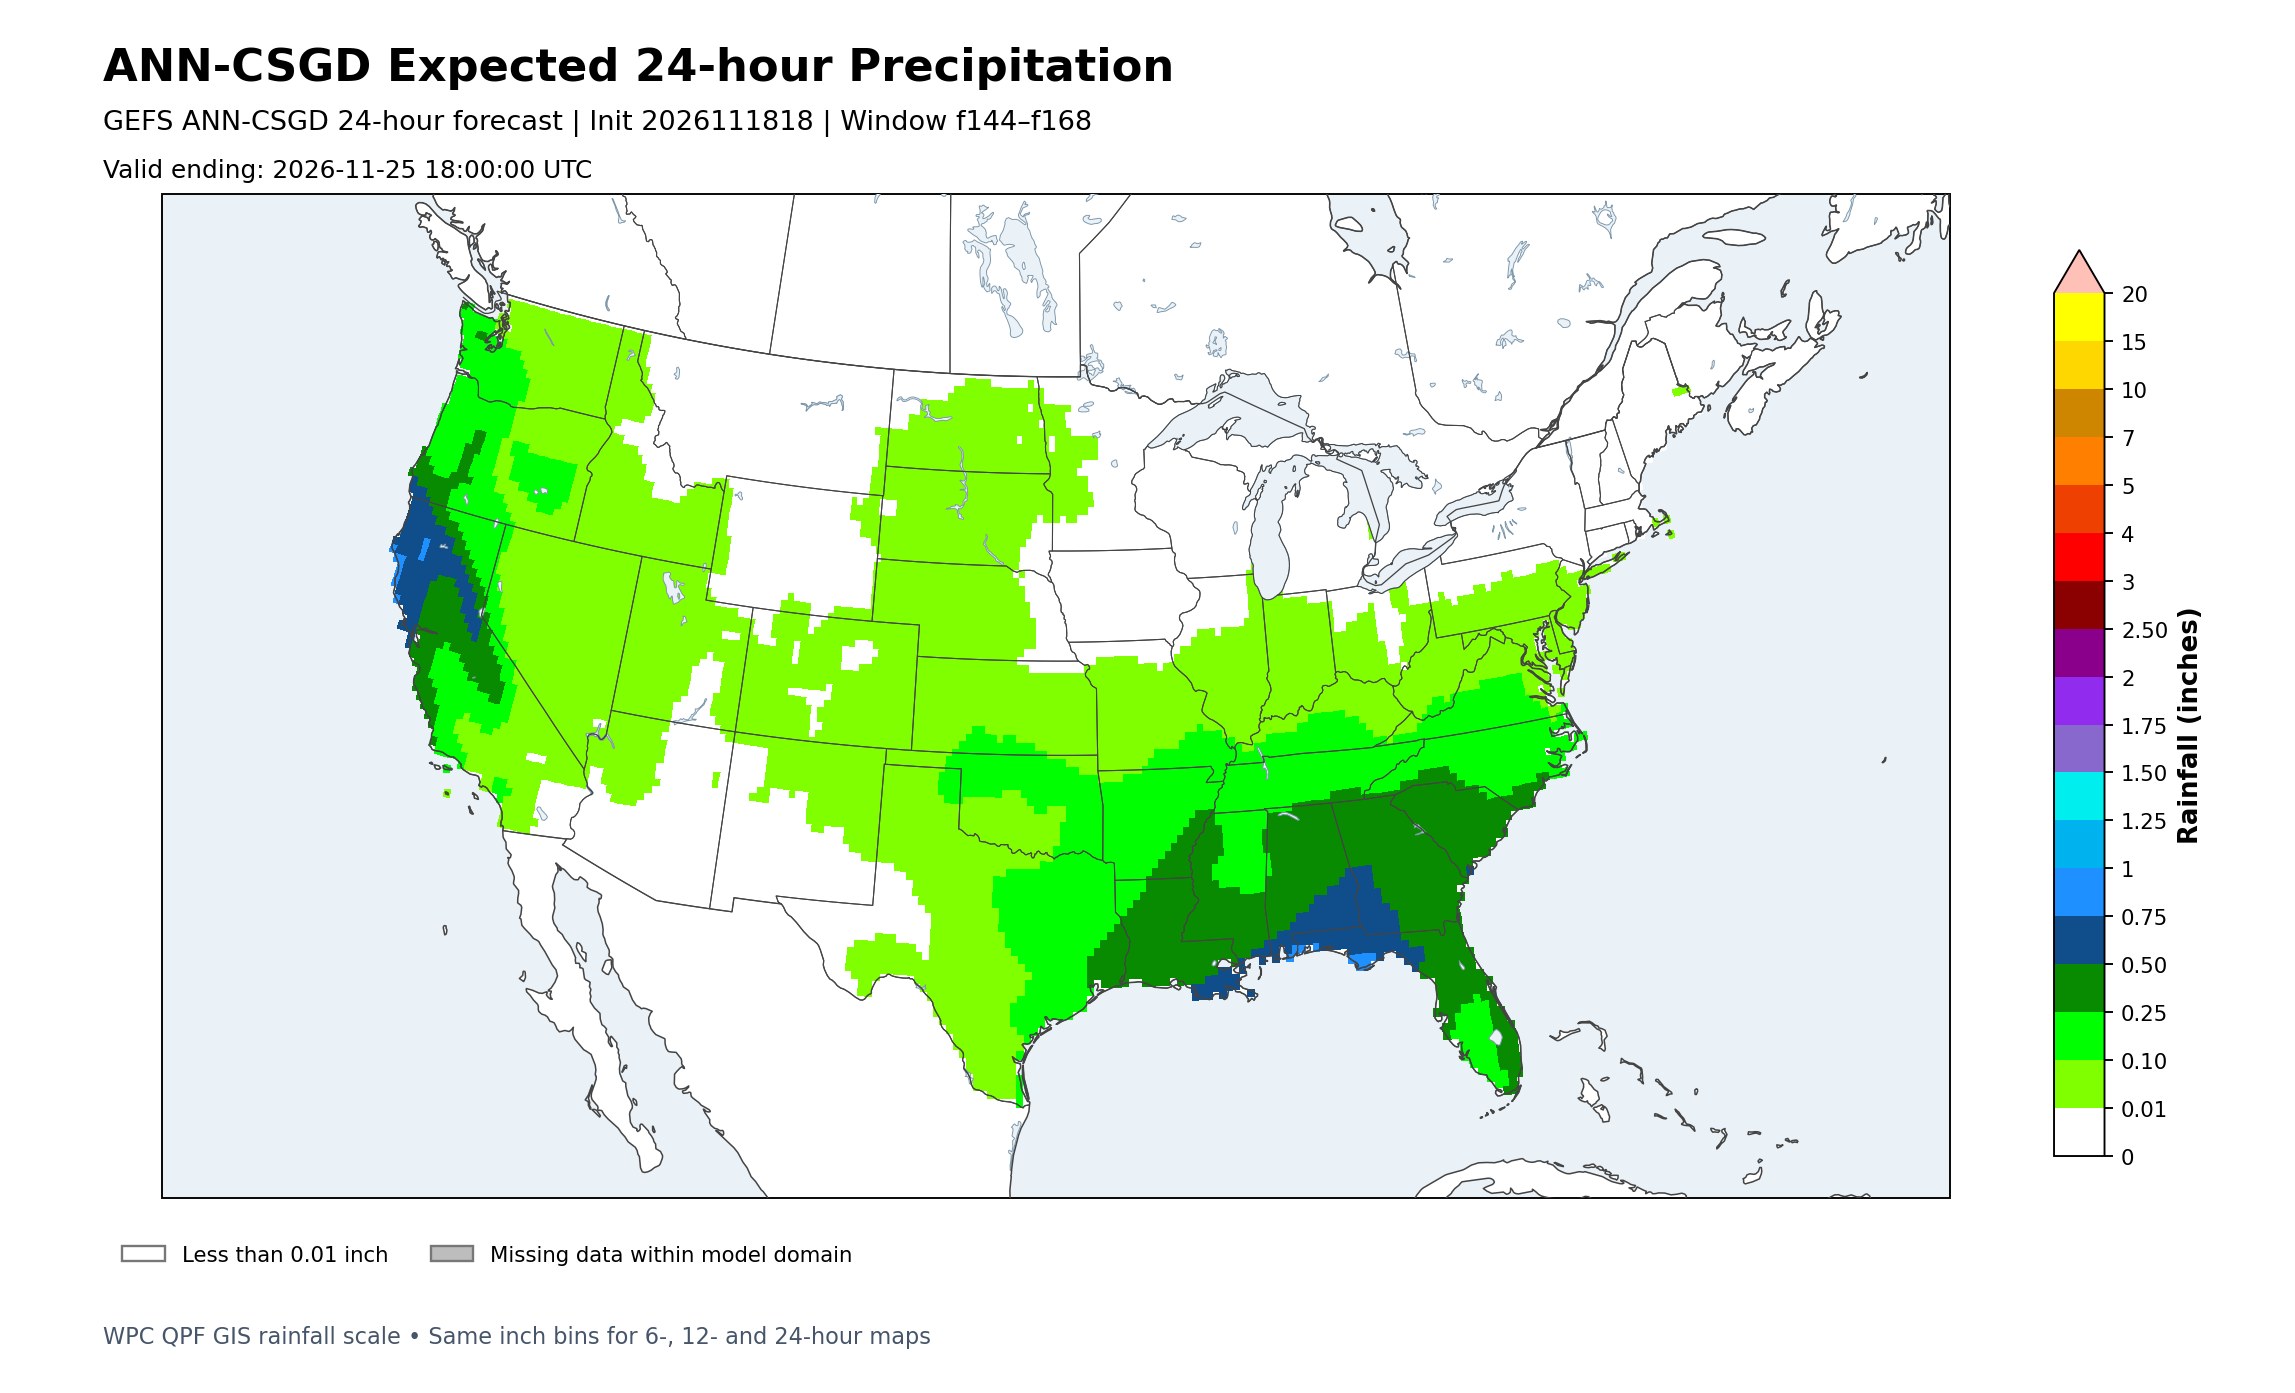 ANN-CSGD Expected 24-hour Precipitation
GEFS ANN-CSGD 24-hour forecast | Init 2026111818 | Window f144–f168
Valid ending: 2026-11-25 18:00:00 UTC
20
15
10
7
5
4
3
2.50
2
1.75
1.50
1.25
1
0.75
0.50
0.25
0.10
0.01
0
Rainfall (inches)
Less than 0.01 inch
Missing data within model domain
WPC QPF GIS rainfall scale • Same inch bins for 6-, 12- and 24-hour maps